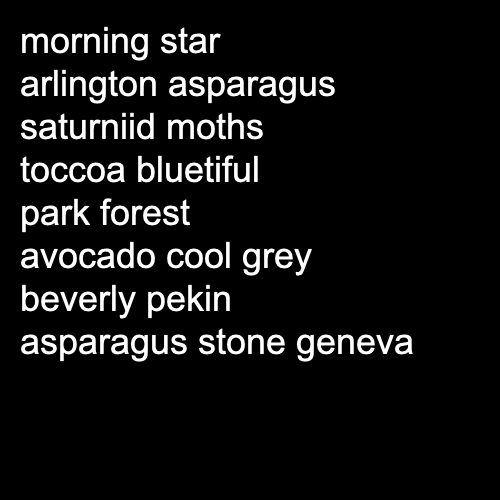 morning star
arlington asparagus
saturniid moths
toccoa bluetiful
park forest
avocado cool grey
beverly pekin
asparagus stone geneva